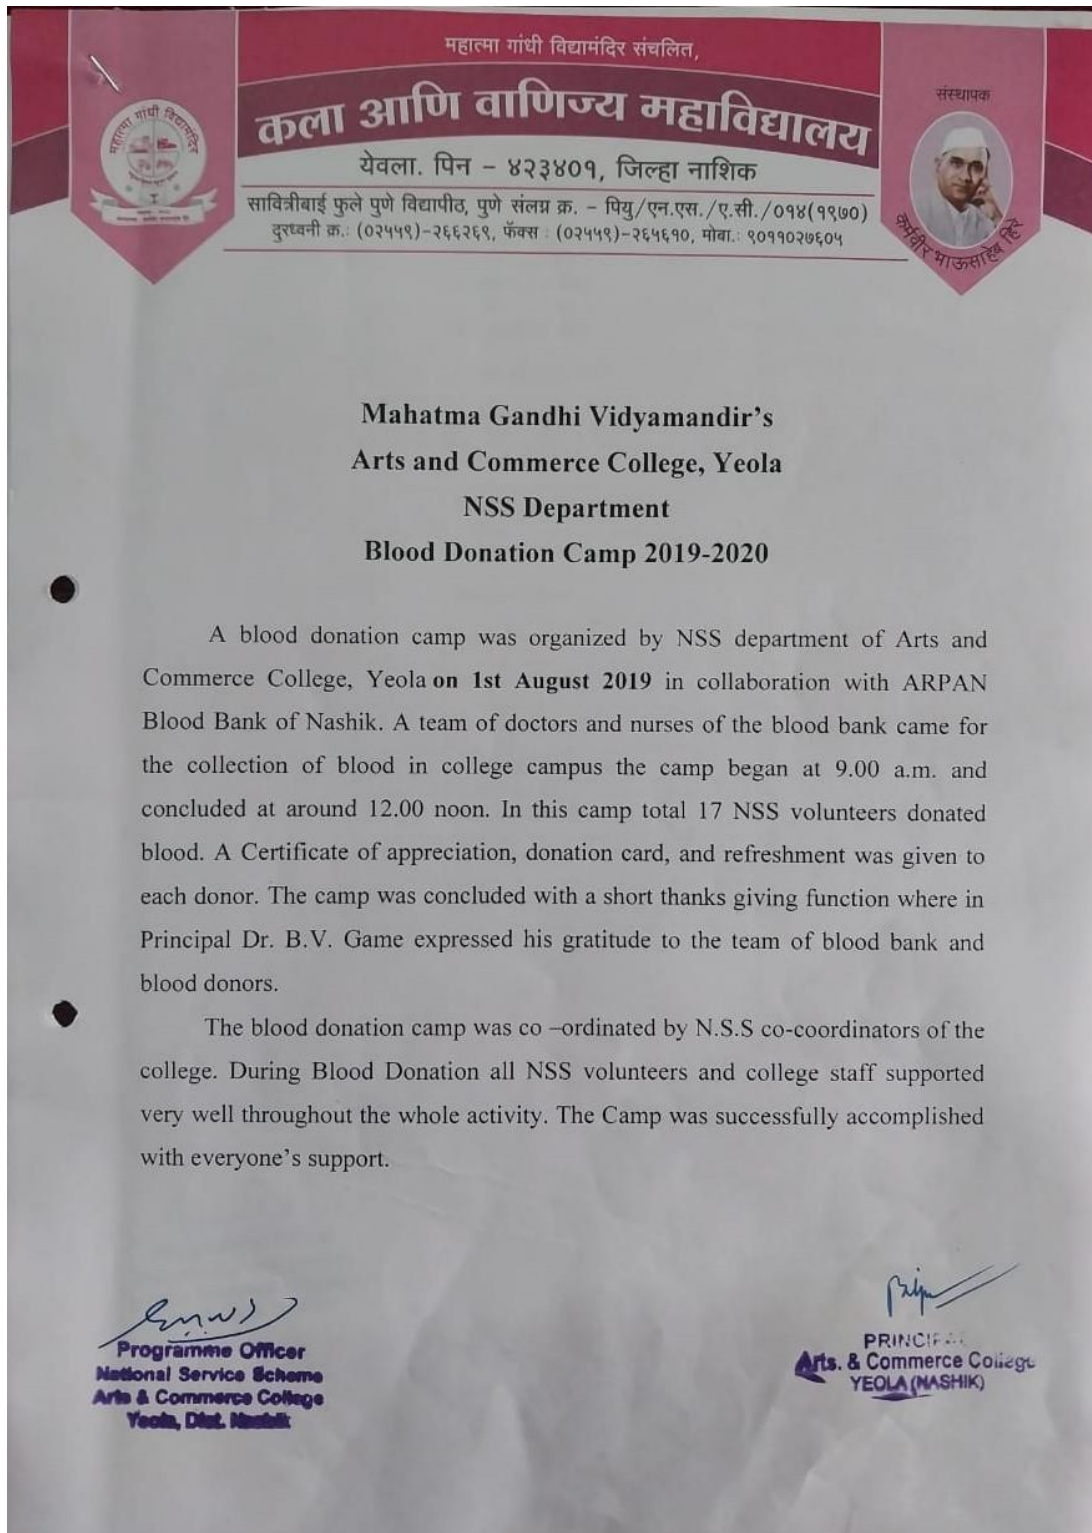 महात्मा गांधी विद्यामंदिर संचलित,
कला आणि वाणिज्य महाविद्यालय
येवला. पिन - ४२३४०१, जिल्हा नाशिक
सावित्रीबाई फुले पुणे विद्यापीठ, पुणे संलग्न क्र. - पियु/एन.एस./ए.सी./०१४(१९७०)
दुरध्वनी क्र.: (०२५५९)-२६६२६९, फॅक्स : (०२५५९)-२६५६१०, मोबा.: ९०११०२७६०५
महात्मा गांधी विद्यामंदिर
संस्थापक
कर्मवीर भाऊसाहेब हिरे
Mahatma Gandhi Vidyamandir’s
Arts and Commerce College, Yeola
NSS Department
Blood Donation Camp 2019-2020
A blood donation camp was organized by NSS department of Arts and
Commerce College, Yeola on 1st August 2019 in collaboration with ARPAN
Blood Bank of Nashik. A team of doctors and nurses of the blood bank came for
the collection of blood in college campus the camp began at 9.00 a.m. and
concluded at around 12.00 noon. In this camp total 17 NSS volunteers donated
blood. A Certificate of appreciation, donation card, and refreshment was given to
each donor. The camp was concluded with a short thanks giving function where in
Principal Dr. B.V. Game expressed his gratitude to the team of blood bank and
blood donors.
The blood donation camp was co –ordinated by N.S.S co-coordinators of the
college. During Blood Donation all NSS volunteers and college staff supported
very well throughout the whole activity. The Camp was successfully accomplished
with everyone’s support.
Programme Officer
National Service Scheme
Arts & Commerce College
Yeola, Dist. Nashik
Arts. & Commerce College
YEOLA (NASHIK)